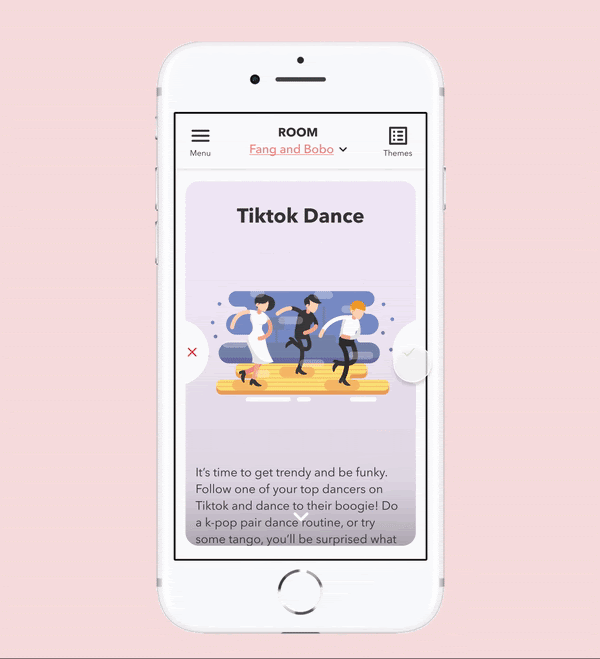 ROOM
Fang and Bobo
Menu
Themes
Tiktok Dance
It's time to get trendy and be funky.
Follow one of your top dancers on
Tiktok and dance to their boogie! Do
a k-pop pair dance routine, or try
some tango, you'll be surprised what